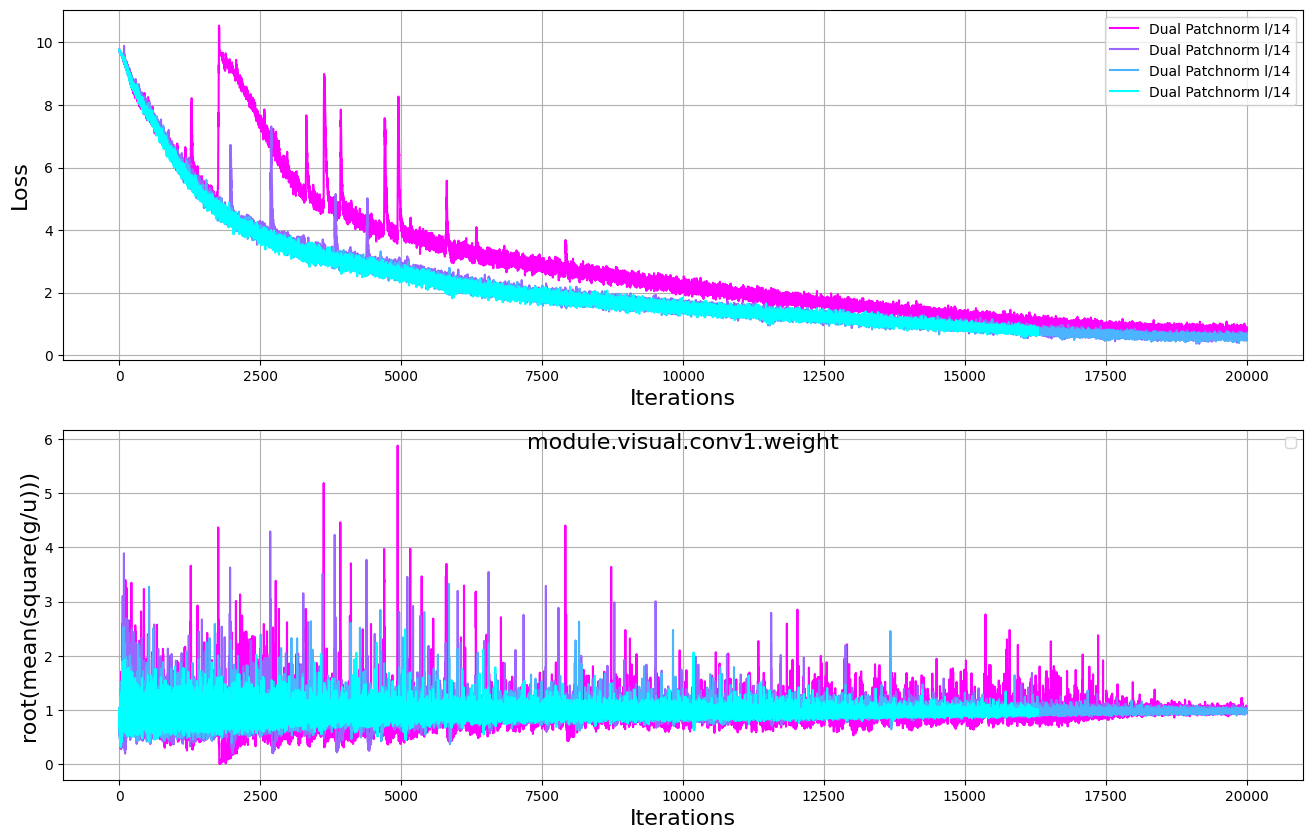 10
8
6
4
2
0
Loss
Dual Patchnorm l/14
Dual Patchnorm l/14
Dual Patchnorm l/14
Dual Patchnorm l/14
0 2500 5000 7500 10000 12500 15000 17500 20000
Iterations
module.visual.conv1.weight
6
5
4
3
2
1
0
root(mean(square(g/u)))
0 2500 5000 7500 10000 12500 15000 17500 20000
Iterations